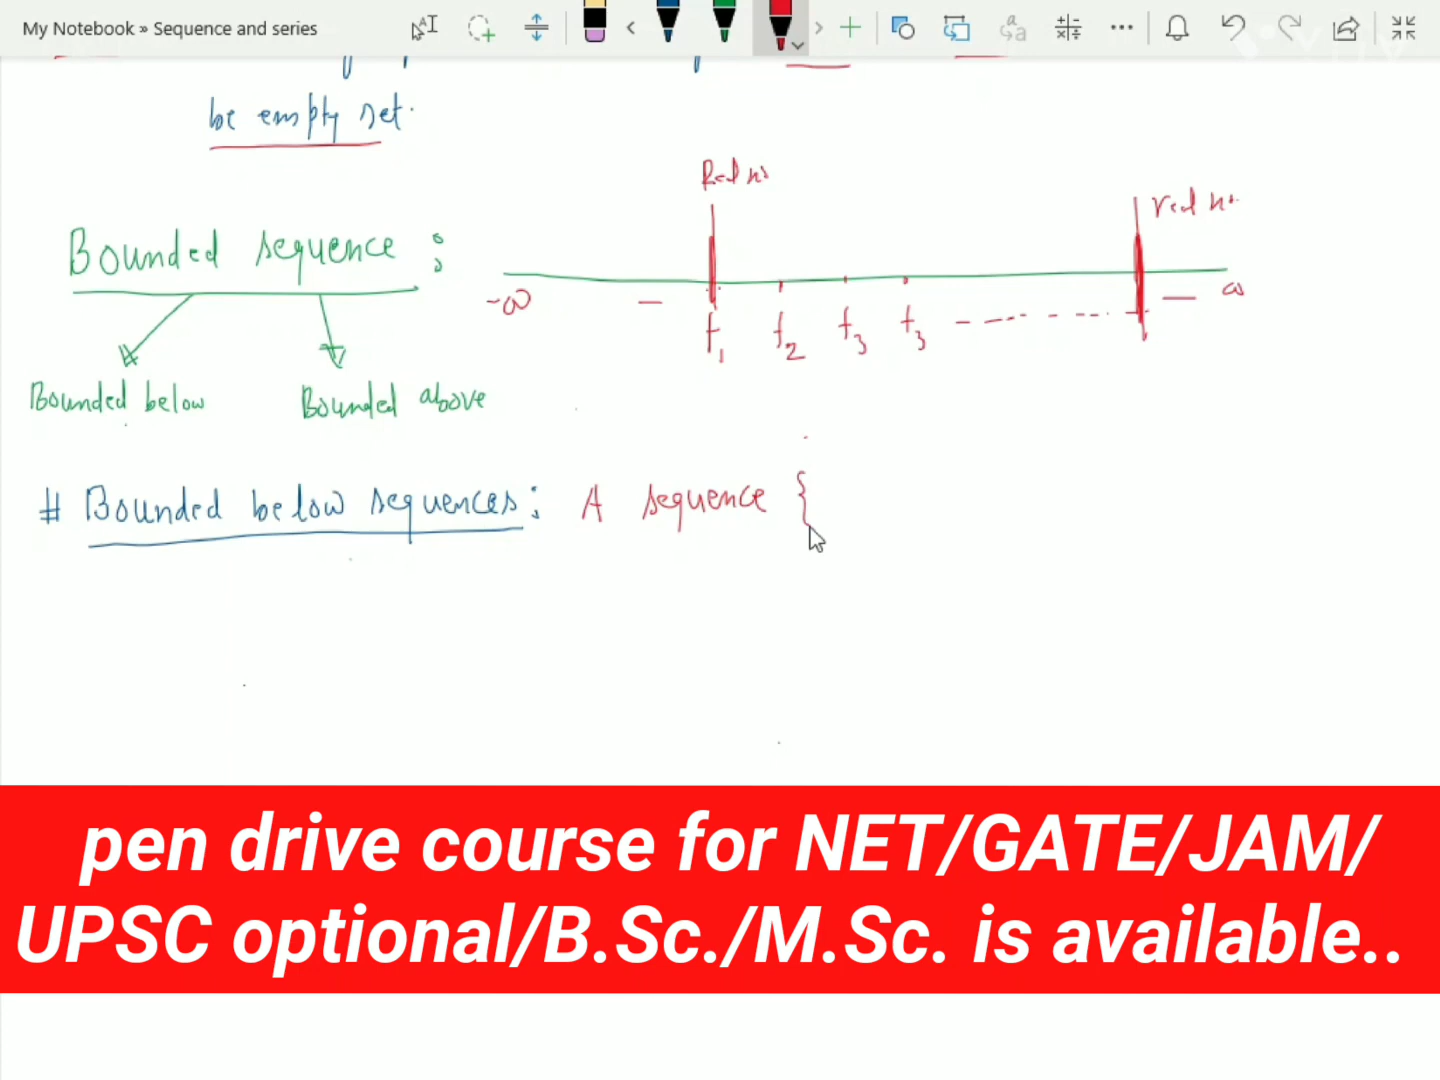 My Notebook » Sequence and series
be empty set.
Real no
real no.
Bounded sequence :
-∞ — — ∞
f₁ f₂ f₃ f₃ - - - - - - -
Bounded below Bounded above
# Bounded below sequences : A sequence {
pen drive course for NET/GATE/JAM/
UPSC optional/B.Sc./M.Sc. is available..